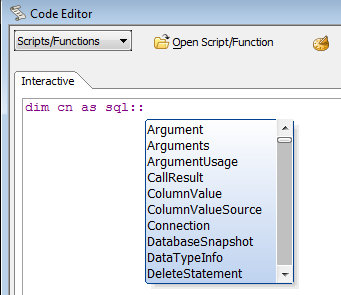 Code Editor
Scripts/Functions
Open Script/Function
Interactive
dim cn as sql::
Argument
Arguments
ArgumentUsage
CallResult
ColumnValue
ColumnValueSource
Connection
DatabaseSnapshot
DataTypeInfo
DeleteStatement